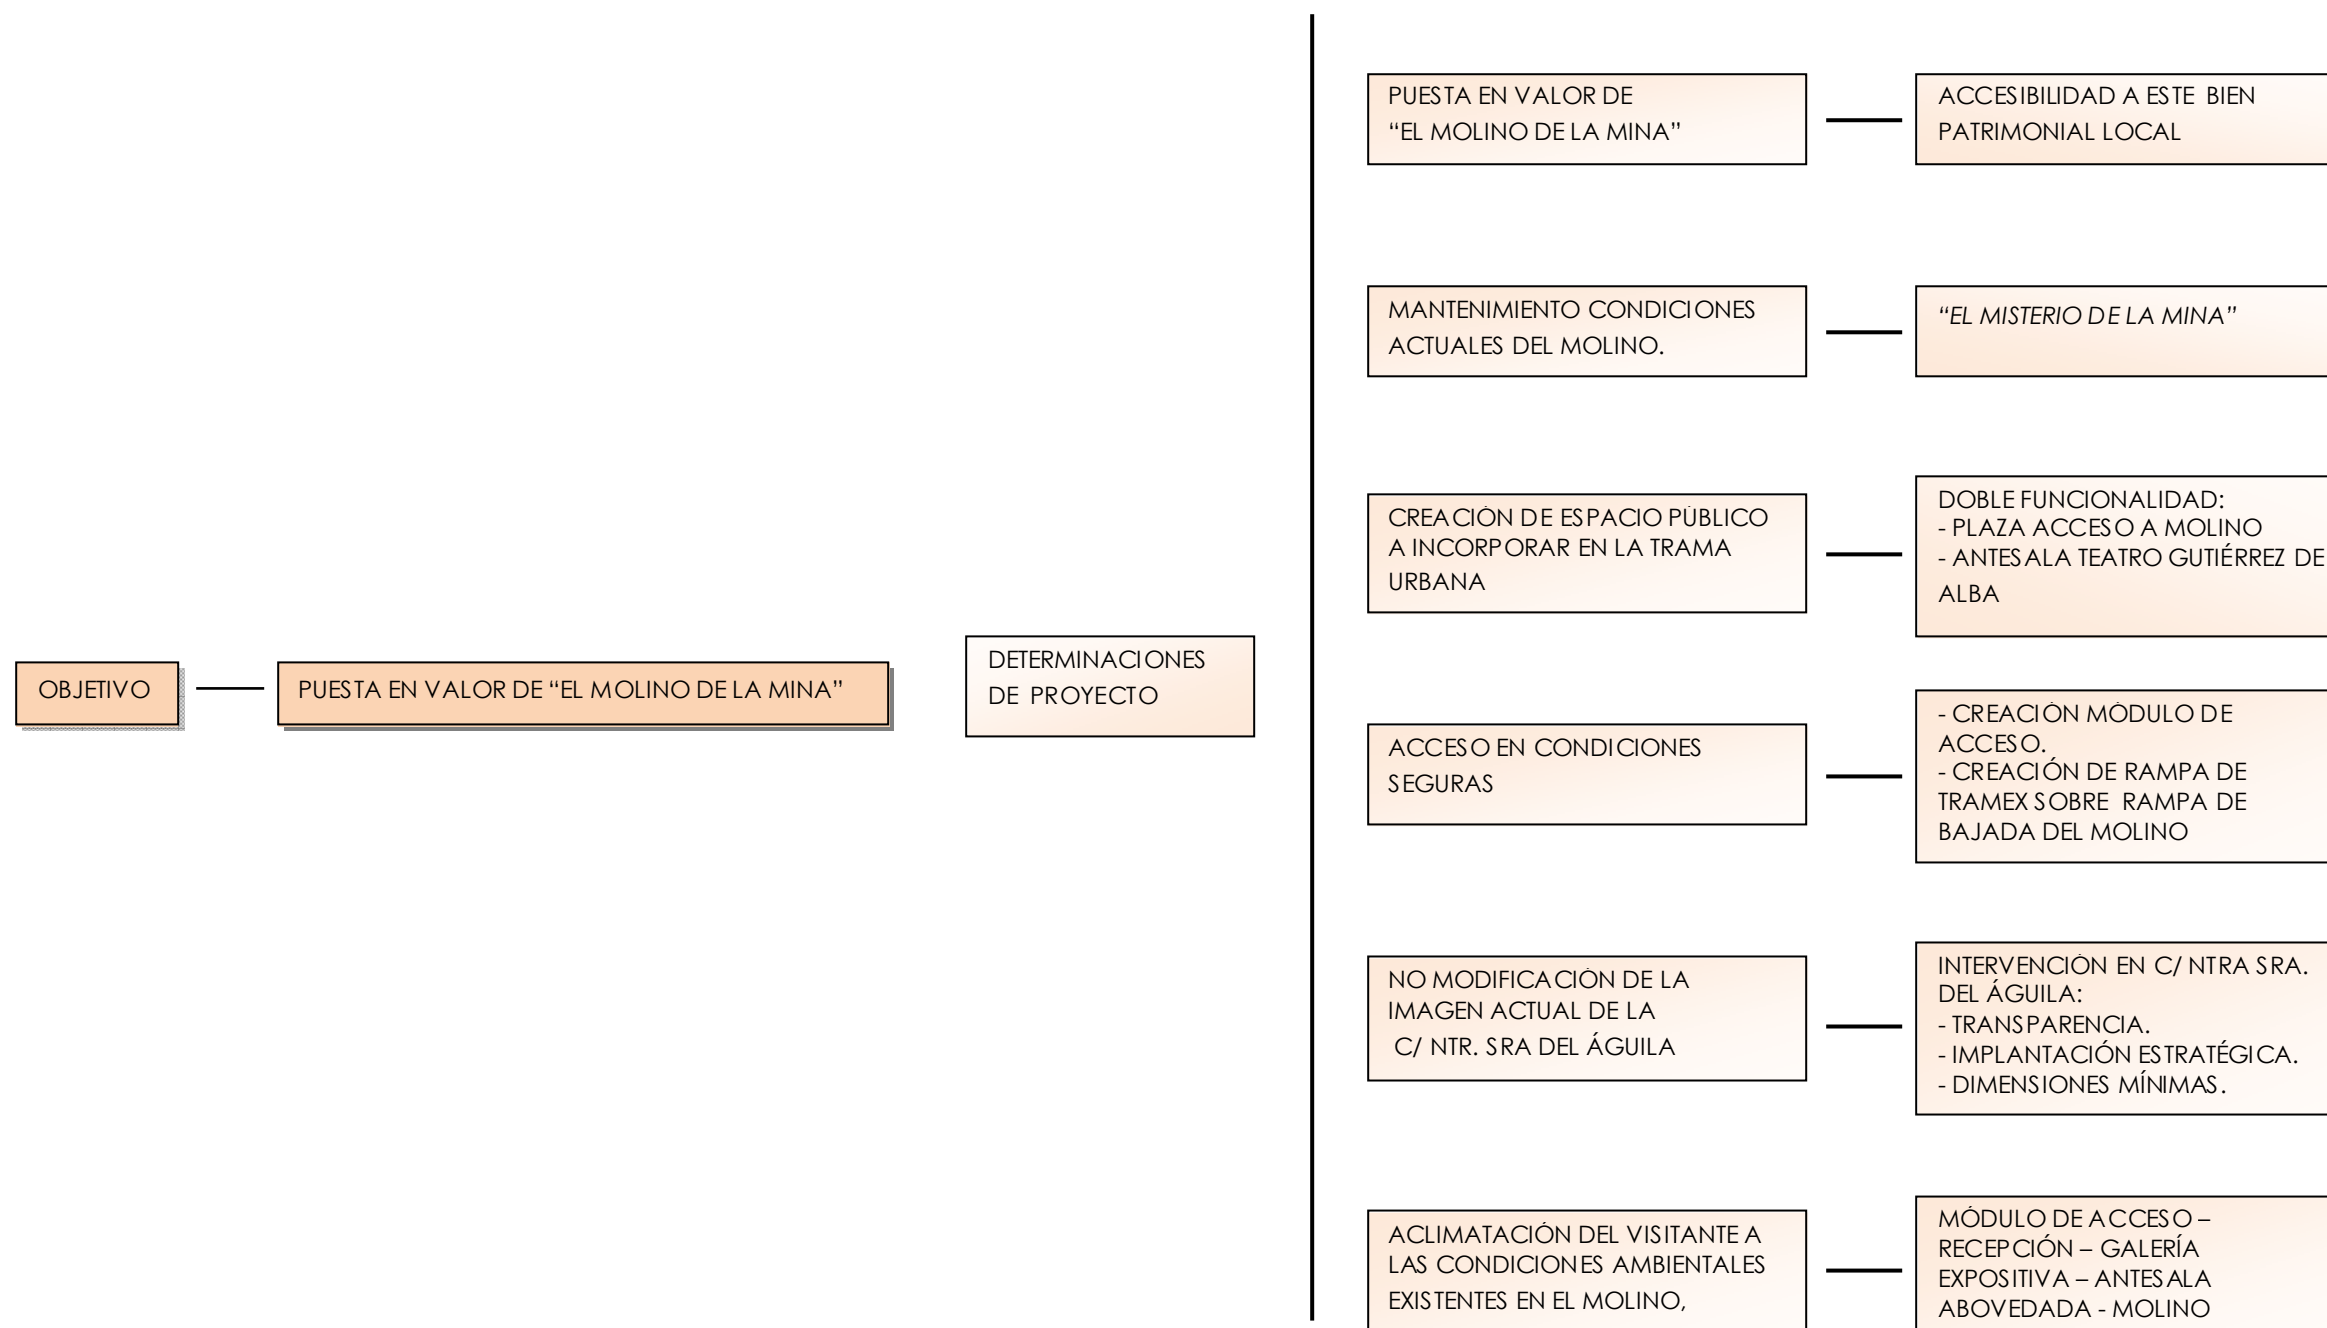 OBJETIVO
PUESTA EN VALOR DE “EL MOLINO DE LA MINA”
DETERMINACIONES
DE PROYECTO
PUESTA EN VALOR DE
“EL MOLINO DE LA MINA”
ACCESIBILIDAD A ESTE BIEN
PATRIMONIAL LOCAL
MANTENIMIENTO CONDICIONES
ACTUALES DEL MOLINO.
“EL MISTERIO DE LA MINA”
CREACIÓN DE ESPACIO PÚBLICO
A INCORPORAR EN LA TRAMA
URBANA
DOBLE FUNCIONALIDAD:
- PLAZA ACCESO A MOLINO
- ANTESALA TEATRO GUTIÉRREZ DE
ALBA
ACCESO EN CONDICIONES
SEGURAS
- CREACIÓN MÓDULO DE
ACCESO.
- CREACIÓN DE RAMPA DE
TRAMEX SOBRE RAMPA DE
BAJADA DEL MOLINO
NO MODIFICACIÓN DE LA
IMAGEN ACTUAL DE LA
C/ NTR. SRA DEL ÁGUILA
INTERVENCIÓN EN C/ NTRA SRA.
DEL ÁGUILA:
- TRANSPARENCIA.
- IMPLANTACIÓN ESTRATÉGICA.
- DIMENSIONES MÍNIMAS.
ACLIMATACIÓN DEL VISITANTE A
LAS CONDICIONES AMBIENTALES
EXISTENTES EN EL MOLINO,
MÓDULO DE ACCESO –
RECEPCIÓN – GALERÍA
EXPOSITIVA – ANTESALA
ABOVEDADA - MOLINO